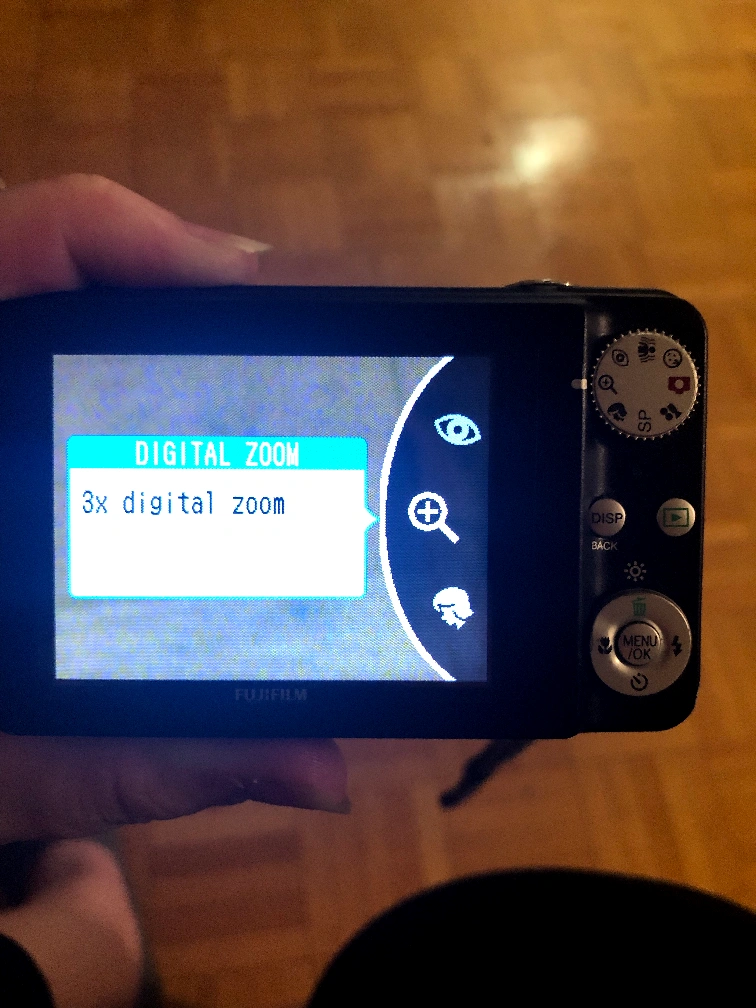 DIGITAL ZOOM
3x digital zoom
FUJIFILM
SP
DISP
BACK
MENU
/OK